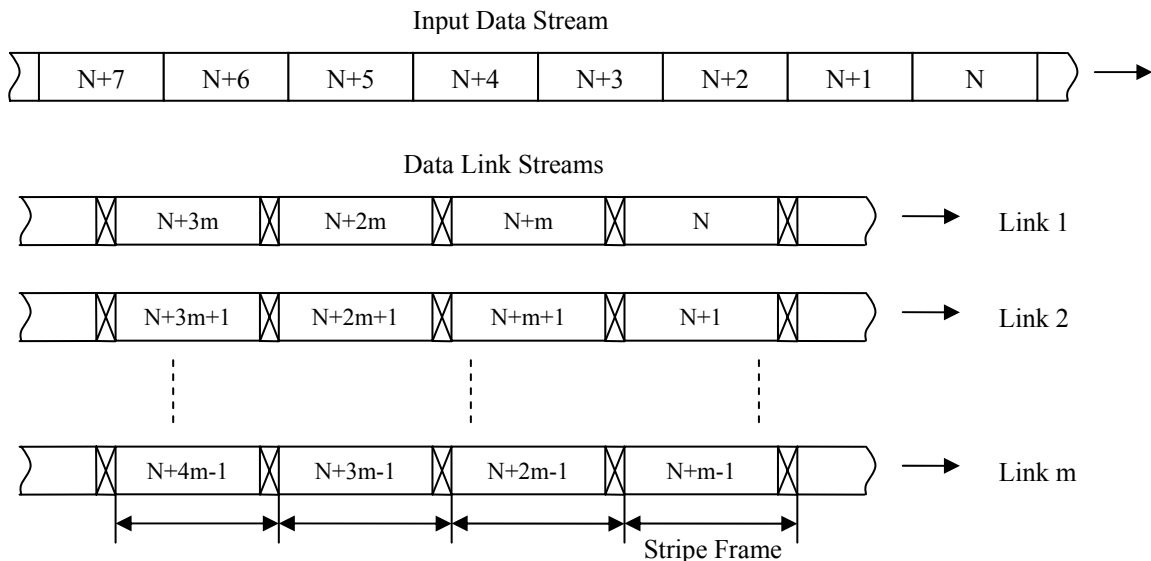 Input Data Stream
N+7 N+6 N+5 N+4 N+3 N+2 N+1 N
Data Link Streams
N+3m N+2m N+m N Link 1
N+3m+1 N+2m+1 N+m+1 N+1 Link 2
N+4m-1 N+3m-1 N+2m-1 N+m-1 Link m
Stripe Frame